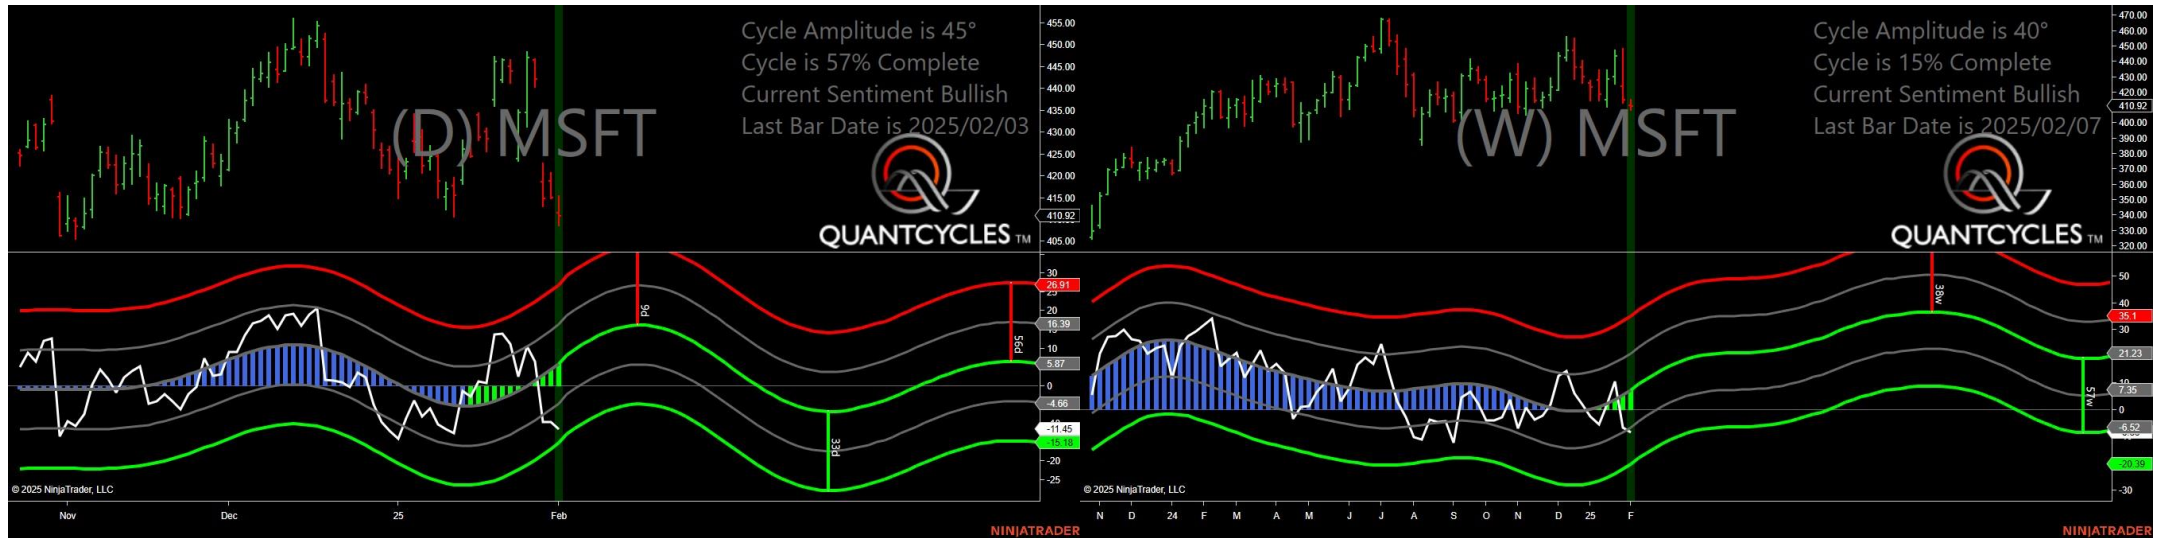 Cycle Amplitude is 45°
Cycle is 57% Complete
Current Sentiment Bullish
Last Bar Date is 2025/02/03
(D) MSFT
QUANTCYCLES TM
455.00
450.00
445.00
440.00
435.00
430.00
425.00
420.00
415.00
410.92
405.00
9d
33d
56d
30
26.91
25
20
16.39
10
5.87
0
-4.66
-11.45
-15.18
-20
-25
© 2025 NinjaTrader, LLC
Nov
Dec
25
Feb
NINJATRADER
Cycle Amplitude is 40°
Cycle is 15% Complete
Current Sentiment Bullish
Last Bar Date is 2025/02/07
(W) MSFT
QUANTCYCLES TM
470.00
460.00
450.00
440.00
430.00
420.00
410.92
400.00
390.00
380.00
370.00
360.00
350.00
340.00
330.00
320.00
38w
57w
50
40
35.1
30
21.23
10
7.35
0
-6.52
-20.39
-30
© 2025 NinjaTrader, LLC
N D 24 F M A M J J A S O N D 25 F
NINJATRADER